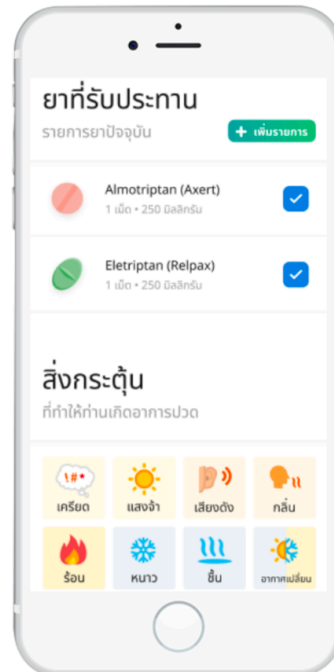 ยาที่รับประทาน
รายการยาปัจจุบัน
+ เพิ่มรายการ
Almotriptan (Axert)
1 เม็ด • 250 มิลลิกรัม
Eletriptan (Relpax)
1 เม็ด • 250 มิลลิกรัม
สิ่งกระตุ้น
ที่ทำให้ท่านเกิดอาการปวด
เครียด
แสงจ้า
เสียงดัง
กลิ่น
ร้อน
หนาว
ชื้น
อากาศเปลี่ยน